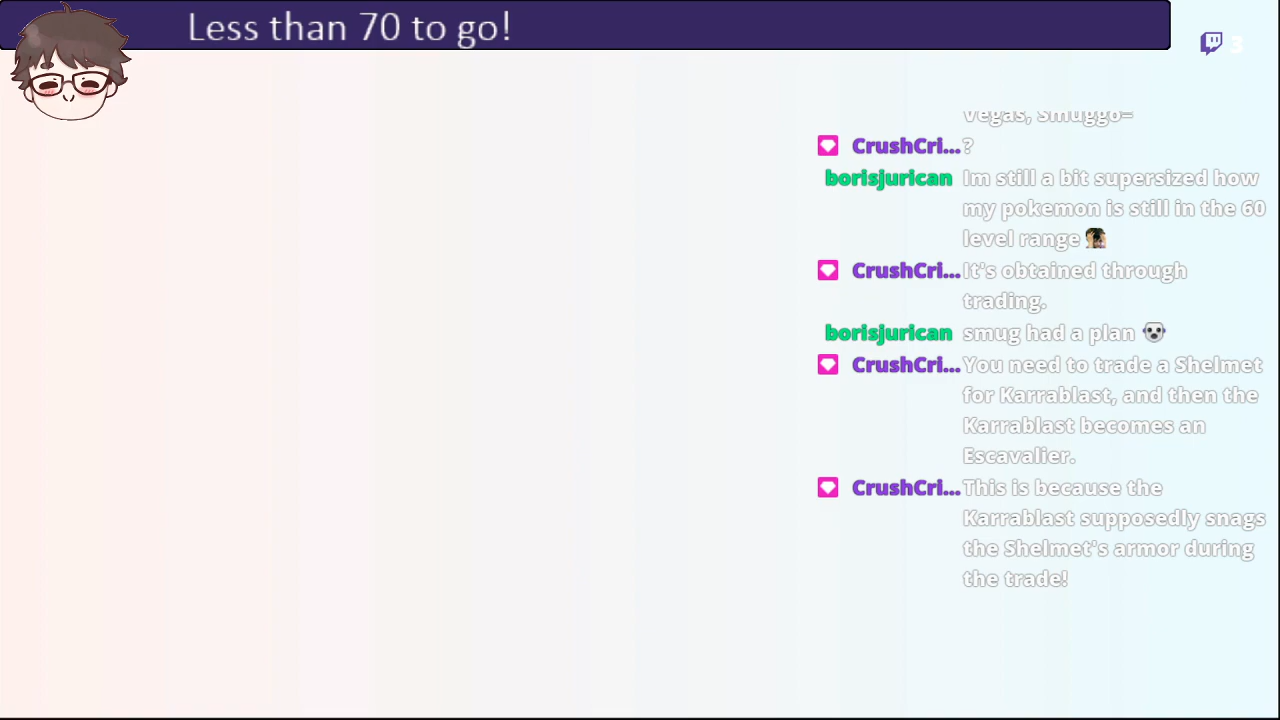 Less than 70 to go!
3
vegas, Smuggo=
CrushCri... ?
borisjurican Im still a bit supersized how
my pokemon is still in the 60
level range
CrushCri... It's obtained through
trading.
borisjurican smug had a plan
CrushCri... You need to trade a Shelmet
for Karrablast, and then the
Karrablast becomes an
Escavalier.
CrushCri... This is because the
Karrablast supposedly snags
the Shelmet's armor during
the trade!